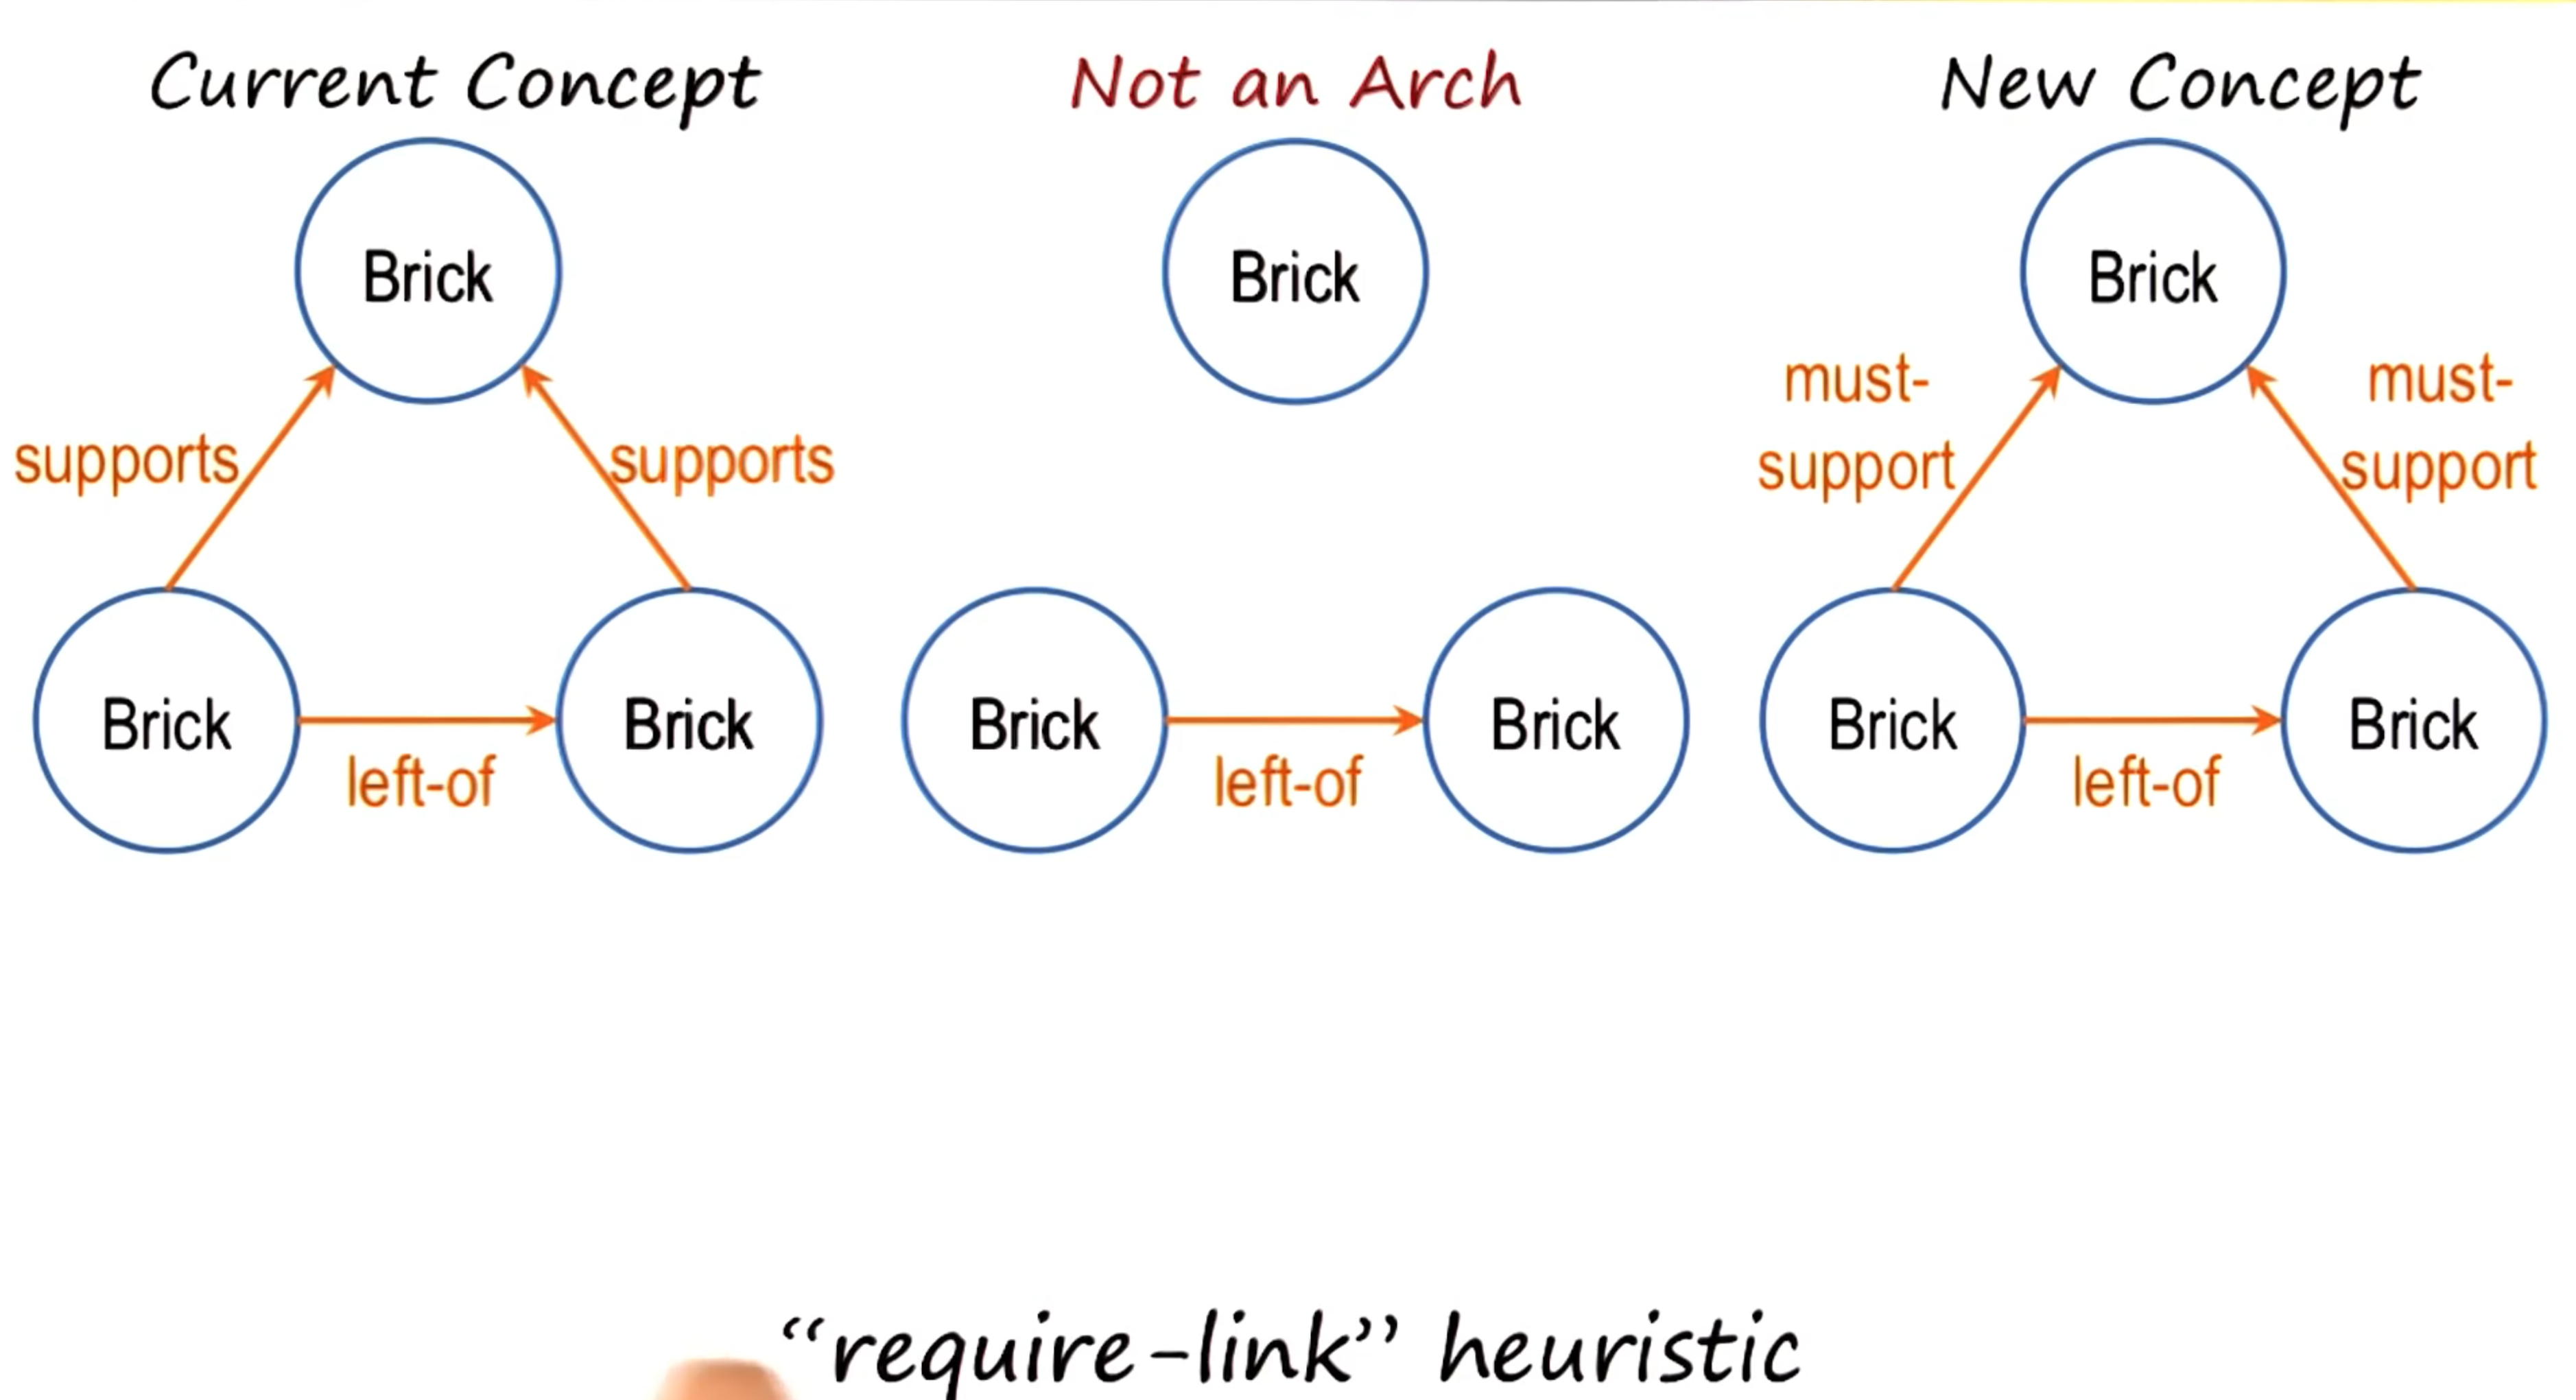 Current Concept
Not an Arch
New Concept
Brick
supports
supports
Brick
left-of
Brick
Brick
Brick
left-of
Brick
Brick
must-
support
must-
support
Brick
left-of
Brick
“require-link” heuristic